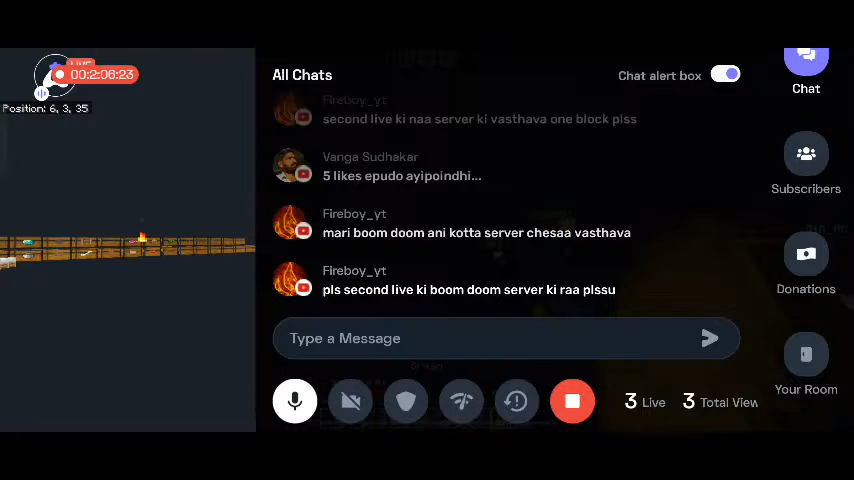 LIVE
00:2:06:23
Position: 6, 3, 35
All Chats
Chat alert box
Chat
Fireboy_yt
second live ki naa server ki vasthava one block plss
Vanga Sudhakar
5 likes epudo ayipoindhi...
Subscribers
Fireboy_yt
mari boom doom ani kotta server chesaa vasthava
Fireboy_yt
pls second live ki boom doom server ki raa plssu
Donations
Type a Message
Your Room
3 Live 3 Total View